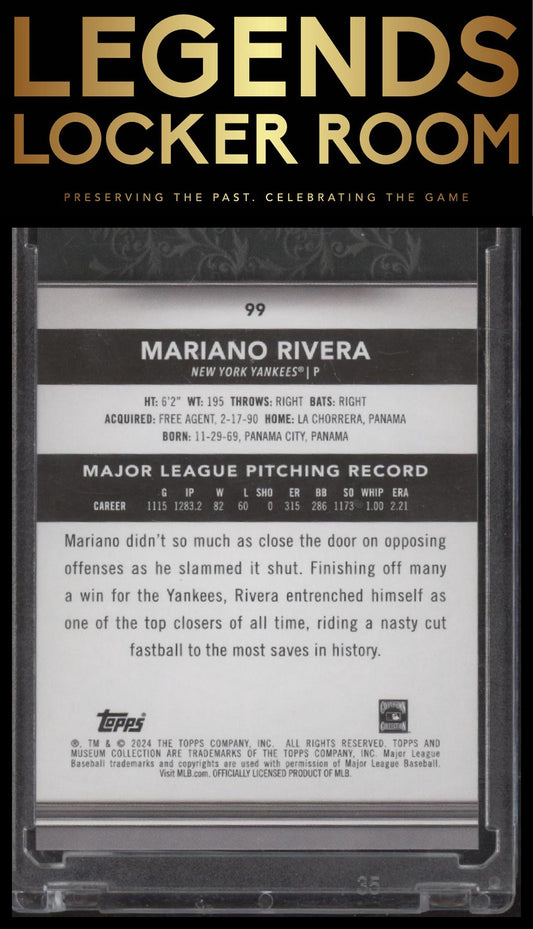 LEGENDS
LOCKER ROOM
PRESERVING THE PAST. CELEBRATING THE GAME
99
MARIANO RIVERA
NEW YORK YANKEES® | P
HT: 6'2" WT: 195 THROWS: RIGHT BATS: RIGHT
ACQUIRED: FREE AGENT, 2-17-90 HOME: LA CHORRERA, PANAMA
BORN: 11-29-69, PANAMA CITY, PANAMA
MAJOR LEAGUE PITCHING RECORD
G IP W L SHO ER BB SO WHIP ERA
CAREER 1115 1283.2 82 60 0 315 286 1173 1.00 2.21
Mariano didn't so much as close the door on opposing
offenses as he slammed it shut. Finishing off many
a win for the Yankees, Rivera entrenched himself as
one of the top closers of all time, riding a nasty cut
fastball to the most saves in history.
Topps
®, TM & © 2024 THE TOPPS COMPANY, INC. ALL RIGHTS RESERVED. TOPPS AND
MUSEUM COLLECTION ARE TRADEMARKS OF THE TOPPS COMPANY, INC. Major League
Baseball trademarks and copyrights are used with permission of Major League Baseball.
Visit MLB.com. OFFICIALLY LICENSED PRODUCT OF MLB.
35